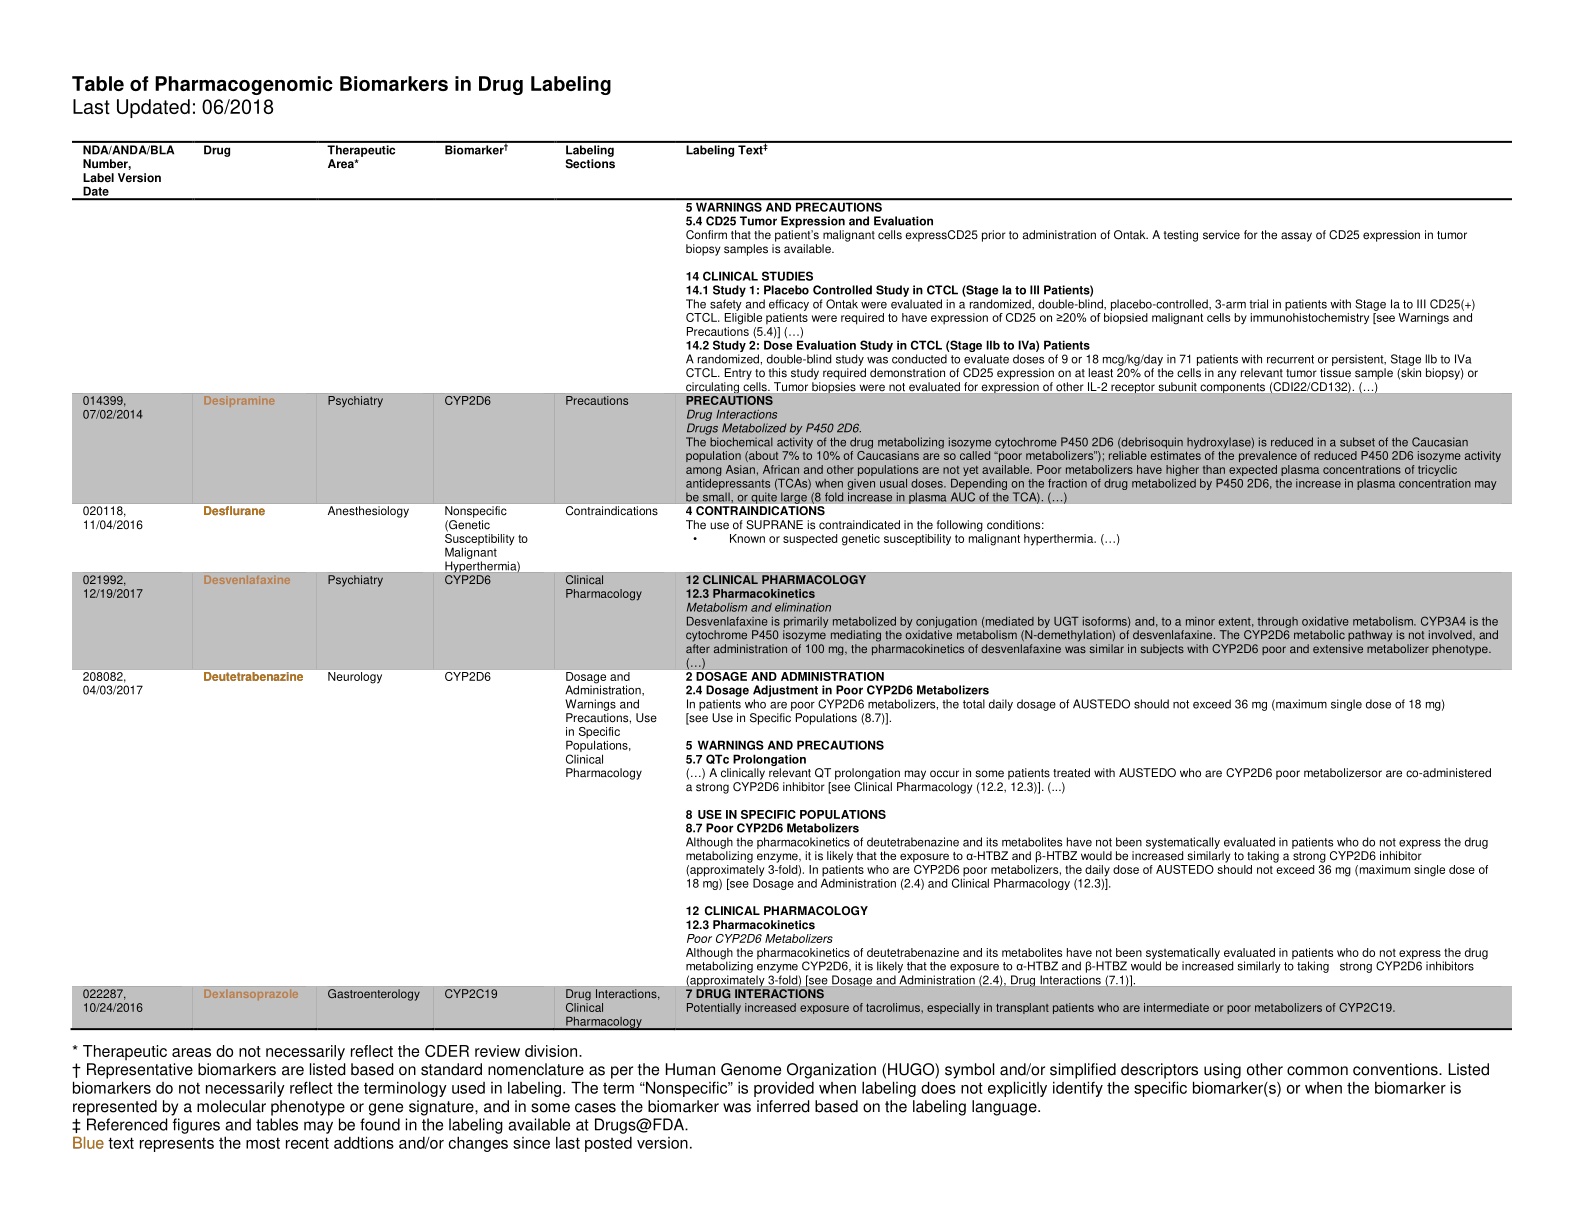 Table of Pharmacogenomic Biomarkers in Drug Labeling
Last Updated: 06/2018
NDA/ANDA/BLA
Number,
Label Version
Date
Drug
Therapeutic
Area*
Biomarker†
Labeling
Sections
Labeling Text‡
5 WARNINGS AND PRECAUTIONS
5.4 CD25 Tumor Expression and Evaluation
Confirm that the patient's malignant cells expressCD25 prior to administration of Ontak. A testing service for the assay of CD25 expression in tumor
biopsy samples is available.
14 CLINICAL STUDIES
14.1 Study 1: Placebo Controlled Study in CTCL (Stage Ia to III Patients)
The safety and efficacy of Ontak were evaluated in a randomized, double-blind, placebo-controlled, 3-arm trial in patients with Stage Ia to III CD25(+)
CTCL. Eligible patients were required to have expression of CD25 on ≥20% of biopsied malignant cells by immunohistochemistry [see Warnings and
Precautions (5.4)] (…)
14.2 Study 2: Dose Evaluation Study in CTCL (Stage IIb to IVa) Patients
A randomized, double-blind study was conducted to evaluate doses of 9 or 18 mcg/kg/day in 71 patients with recurrent or persistent, Stage IIb to IVa
CTCL. Entry to this study required demonstration of CD25 expression on at least 20% of the cells in any relevant tumor tissue sample (skin biopsy) or
circulating cells. Tumor biopsies were not evaluated for expression of other IL-2 receptor subunit components (CDI22/CD132). (…)
014399,
07/02/2014
Desipramine
Psychiatry
CYP2D6
Precautions
PRECAUTIONS
Drug Interactions
Drugs Metabolized by P450 2D6.
The biochemical activity of the drug metabolizing isozyme cytochrome P450 2D6 (debrisoquin hydroxylase) is reduced in a subset of the Caucasian
population (about 7% to 10% of Caucasians are so called “poor metabolizers”); reliable estimates of the prevalence of reduced P450 2D6 isozyme activity
among Asian, African and other populations are not yet available. Poor metabolizers have higher than expected plasma concentrations of tricyclic
antidepressants (TCAs) when given usual doses. Depending on the fraction of drug metabolized by P450 2D6, the increase in plasma concentration may
be small, or quite large (8 fold increase in plasma AUC of the TCA). (…)
020118,
11/04/2016
Desflurane
Anesthesiology
Nonspecific
(Genetic
Susceptibility to
Malignant
Hyperthermia)
Contraindications
4 CONTRAINDICATIONS
The use of SUPRANE is contraindicated in the following conditions:
• Known or suspected genetic susceptibility to malignant hyperthermia. (…)
021992,
12/19/2017
Desvenlafaxine
Psychiatry
CYP2D6
Clinical
Pharmacology
12 CLINICAL PHARMACOLOGY
12.3 Pharmacokinetics
Metabolism and elimination
Desvenlafaxine is primarily metabolized by conjugation (mediated by UGT isoforms) and, to a minor extent, through oxidative metabolism. CYP3A4 is the
cytochrome P450 isozyme mediating the oxidative metabolism (N-demethylation) of desvenlafaxine. The CYP2D6 metabolic pathway is not involved, and
after administration of 100 mg, the pharmacokinetics of desvenlafaxine was similar in subjects with CYP2D6 poor and extensive metabolizer phenotype.
(…)
208082,
04/03/2017
Deutetrabenazine
Neurology
CYP2D6
Dosage and
Administration,
Warnings and
Precautions, Use
in Specific
Populations,
Clinical
Pharmacology
2 DOSAGE AND ADMINISTRATION
2.4 Dosage Adjustment in Poor CYP2D6 Metabolizers
In patients who are poor CYP2D6 metabolizers, the total daily dosage of AUSTEDO should not exceed 36 mg (maximum single dose of 18 mg)
[see Use in Specific Populations (8.7)].
5 WARNINGS AND PRECAUTIONS
5.7 QTc Prolongation
(…) A clinically relevant QT prolongation may occur in some patients treated with AUSTEDO who are CYP2D6 poor metabolizersor are co-administered
a strong CYP2D6 inhibitor [see Clinical Pharmacology (12.2, 12.3)]. (...)
8 USE IN SPECIFIC POPULATIONS
8.7 Poor CYP2D6 Metabolizers
Although the pharmacokinetics of deutetrabenazine and its metabolites have not been systematically evaluated in patients who do not express the drug
metabolizing enzyme, it is likely that the exposure to α-HTBZ and β-HTBZ would be increased similarly to taking a strong CYP2D6 inhibitor
(approximately 3-fold). In patients who are CYP2D6 poor metabolizers, the daily dose of AUSTEDO should not exceed 36 mg (maximum single dose of
18 mg) [see Dosage and Administration (2.4) and Clinical Pharmacology (12.3)].
12 CLINICAL PHARMACOLOGY
12.3 Pharmacokinetics
Poor CYP2D6 Metabolizers
Although the pharmacokinetics of deutetrabenazine and its metabolites have not been systematically evaluated in patients who do not express the drug
metabolizing enzyme CYP2D6, it is likely that the exposure to α-HTBZ and β-HTBZ would be increased similarly to taking strong CYP2D6 inhibitors
(approximately 3-fold) [see Dosage and Administration (2.4), Drug Interactions (7.1)].
022287,
10/24/2016
Dexlansoprazole
Gastroenterology
CYP2C19
Drug Interactions,
Clinical
Pharmacology
7 DRUG INTERACTIONS
Potentially increased exposure of tacrolimus, especially in transplant patients who are intermediate or poor metabolizers of CYP2C19.
* Therapeutic areas do not necessarily reflect the CDER review division.
† Representative biomarkers are listed based on standard nomenclature as per the Human Genome Organization (HUGO) symbol and/or simplified descriptors using other common conventions. Listed
biomarkers do not necessarily reflect the terminology used in labeling. The term “Nonspecific” is provided when labeling does not explicitly identify the specific biomarker(s) or when the biomarker is
represented by a molecular phenotype or gene signature, and in some cases the biomarker was inferred based on the labeling language.
‡ Referenced figures and tables may be found in the labeling available at Drugs@FDA.
Blue text represents the most recent addtions and/or changes since last posted version.